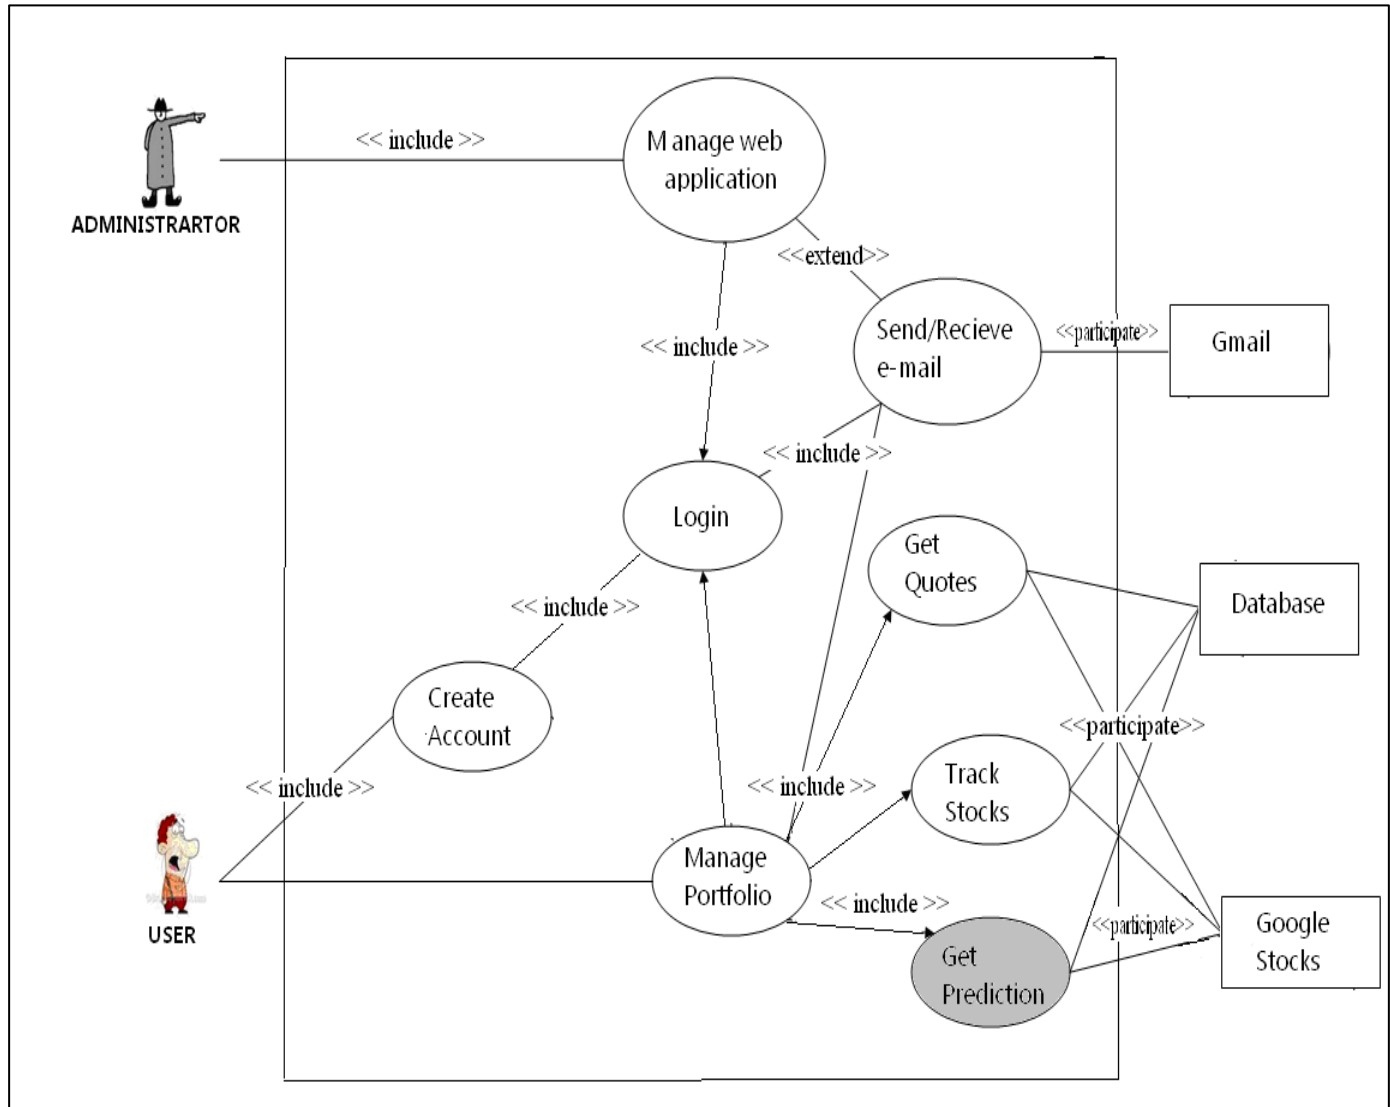 << include >>
M anage web
application
ADMINISTRARTOR
<<extend>>
Send/Recieve
e-mail
<<participate>>
Gmail
<< include >>
<< include >>
Login
Get
Quotes
Database
<< include >>
Create
Account
<<participate>>
<< include >>
<< include >>
Track
Stocks
Manage
Portfolio
USER
<< include >>
<<participate>>
Google
Stocks
Get
Prediction